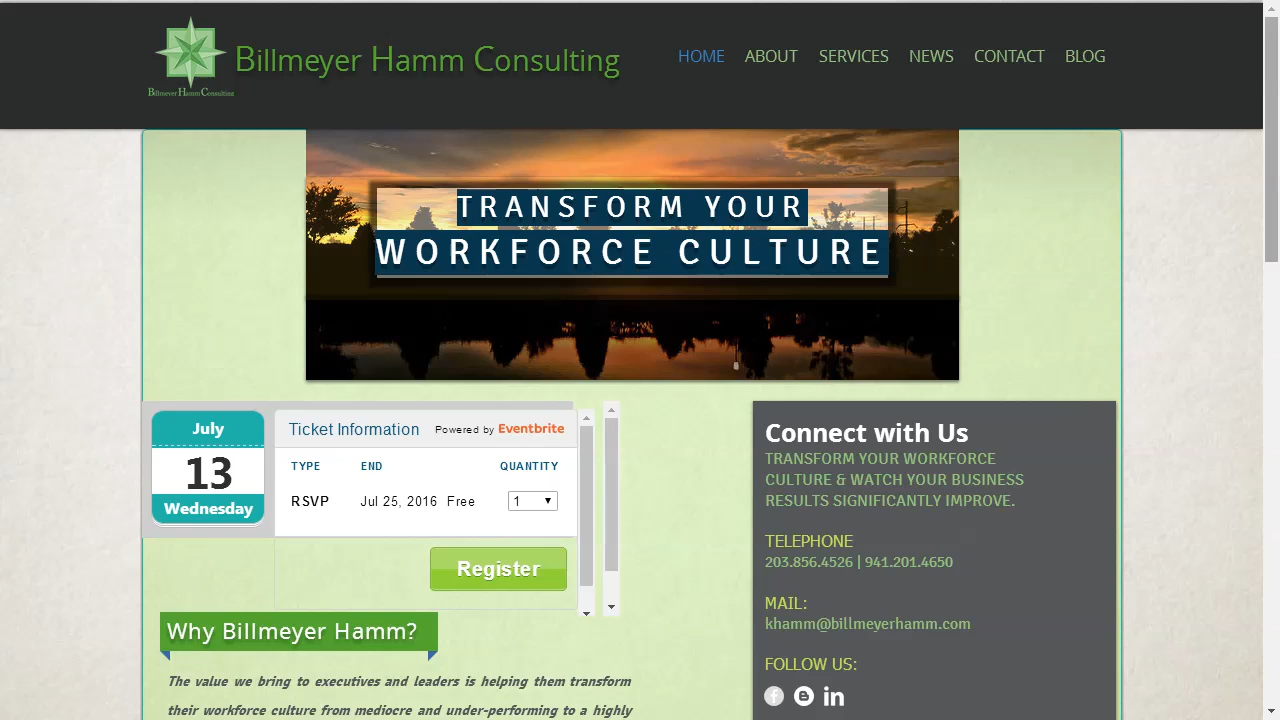 Billmeyer Hamm Consulting
Billmeyer Hamm Consulting
HOME ABOUT SERVICES NEWS CONTACT BLOG
TRANSFORM YOUR
WORKFORCE CULTURE
July
13
Wednesday
Ticket Information Powered by Eventbrite
TYPE END QUANTITY
RSVP Jul 25, 2016 Free 1
Register
Why Billmeyer Hamm?
The value we bring to executives and leaders is helping them transform
their workforce culture from mediocre and under-performing to a highly
Connect with Us
TRANSFORM YOUR WORKFORCE
CULTURE & WATCH YOUR BUSINESS
RESULTS SIGNIFICANTLY IMPROVE.
TELEPHONE
203.856.4526 | 941.201.4650
MAIL:
khamm@billmeyerhamm.com
FOLLOW US: